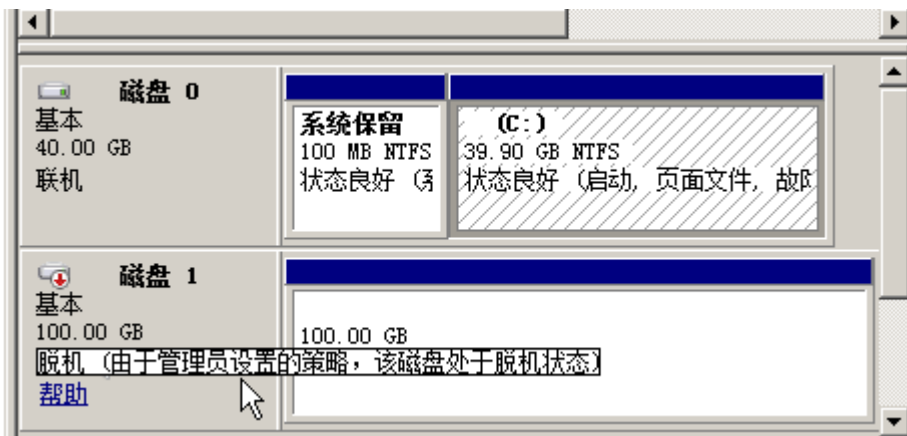 磁盘 0
基本
40.00 GB
联机
系统保留
100 MB NTFS
状态良好 (系
(C:)
39.90 GB NTFS
状态良好 (启动, 页面文件, 故障
磁盘 1
基本
100.00 GB
脱机 (由于管理员设置的策略，该磁盘处于脱机状态)
帮助
100.00 GB